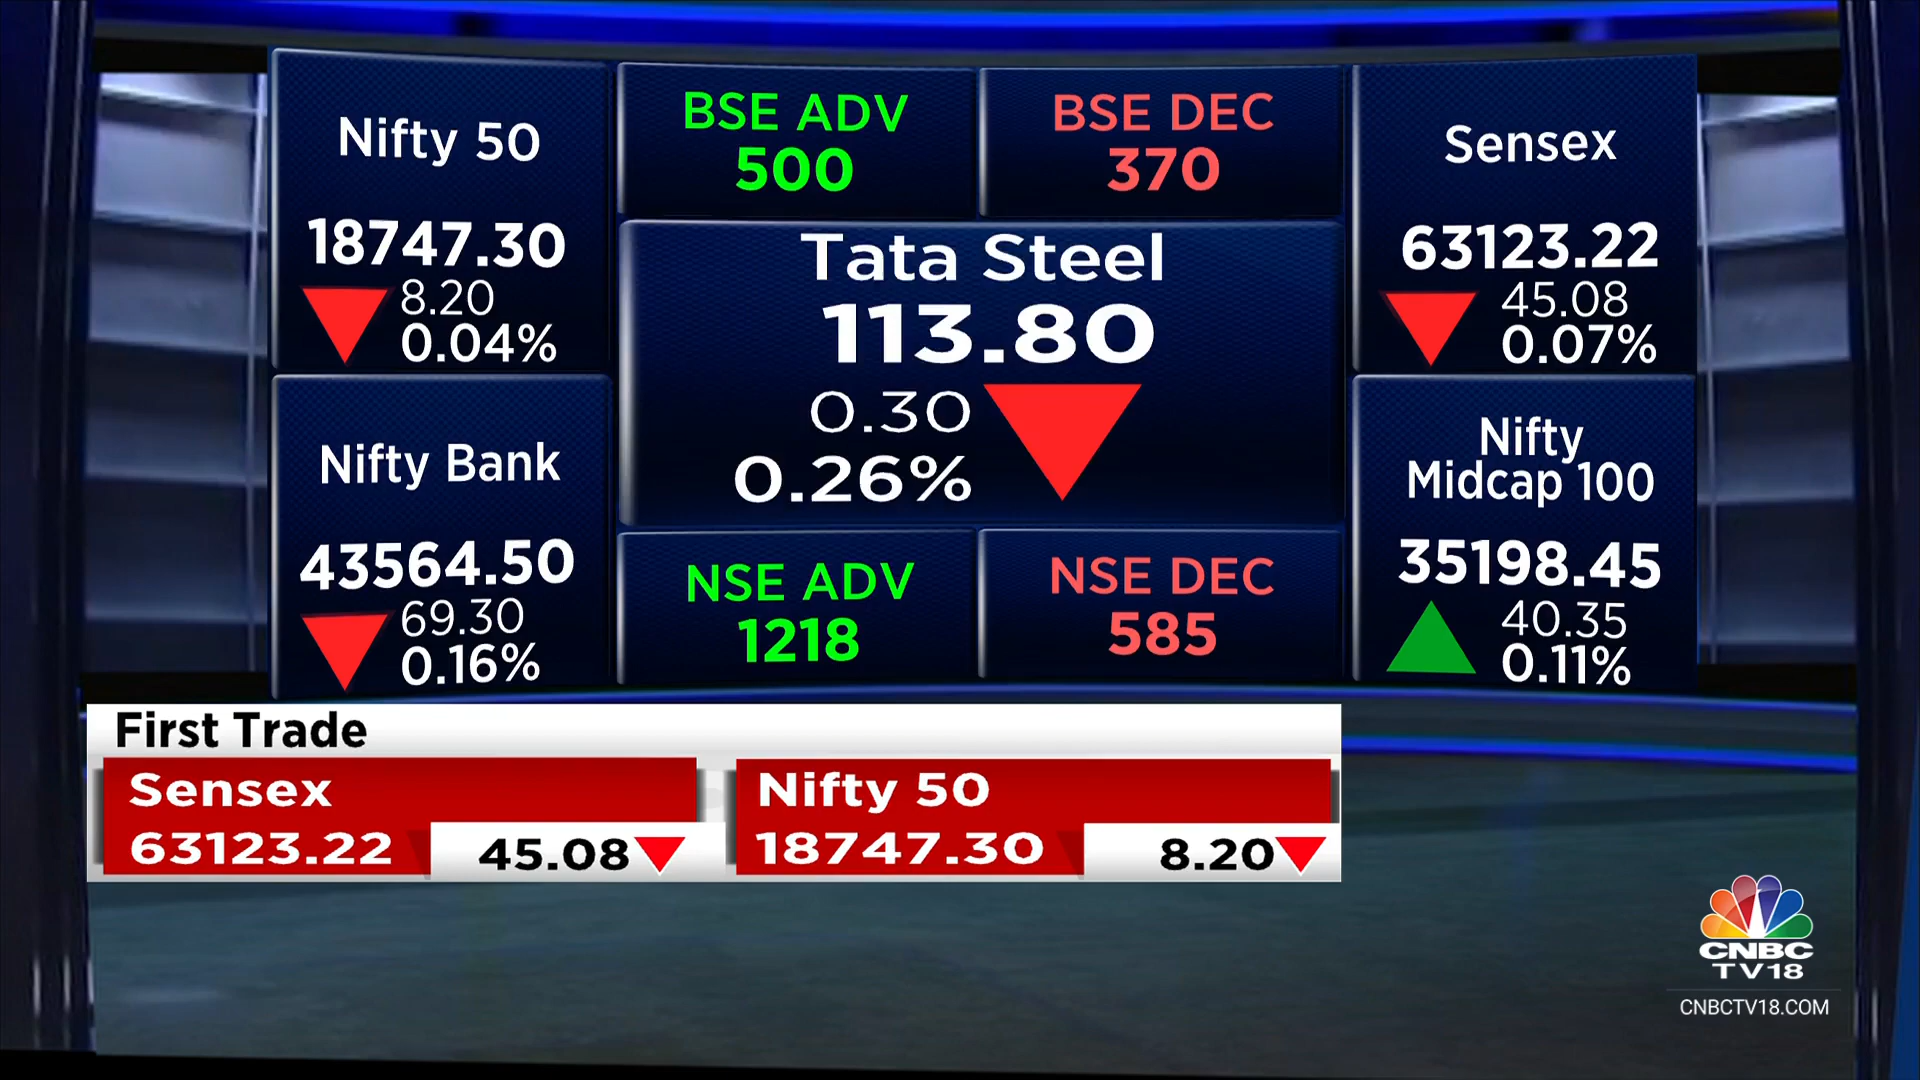 Nifty 50
18747.30
8.20
0.04%
BSE ADV
500
BSE DEC
370
Sensex
63123.22
45.08
0.07%
Tata Steel
113.80
0.30
0.26%
Nifty Bank
43564.50
69.30
0.16%
NSE ADV
1218
NSE DEC
585
Nifty
Midcap 100
35198.45
40.35
0.11%
First Trade
Sensex
63123.22
45.08
Nifty 50
18747.30
8.20
CNBC
TV18
CNBCTV18.COM